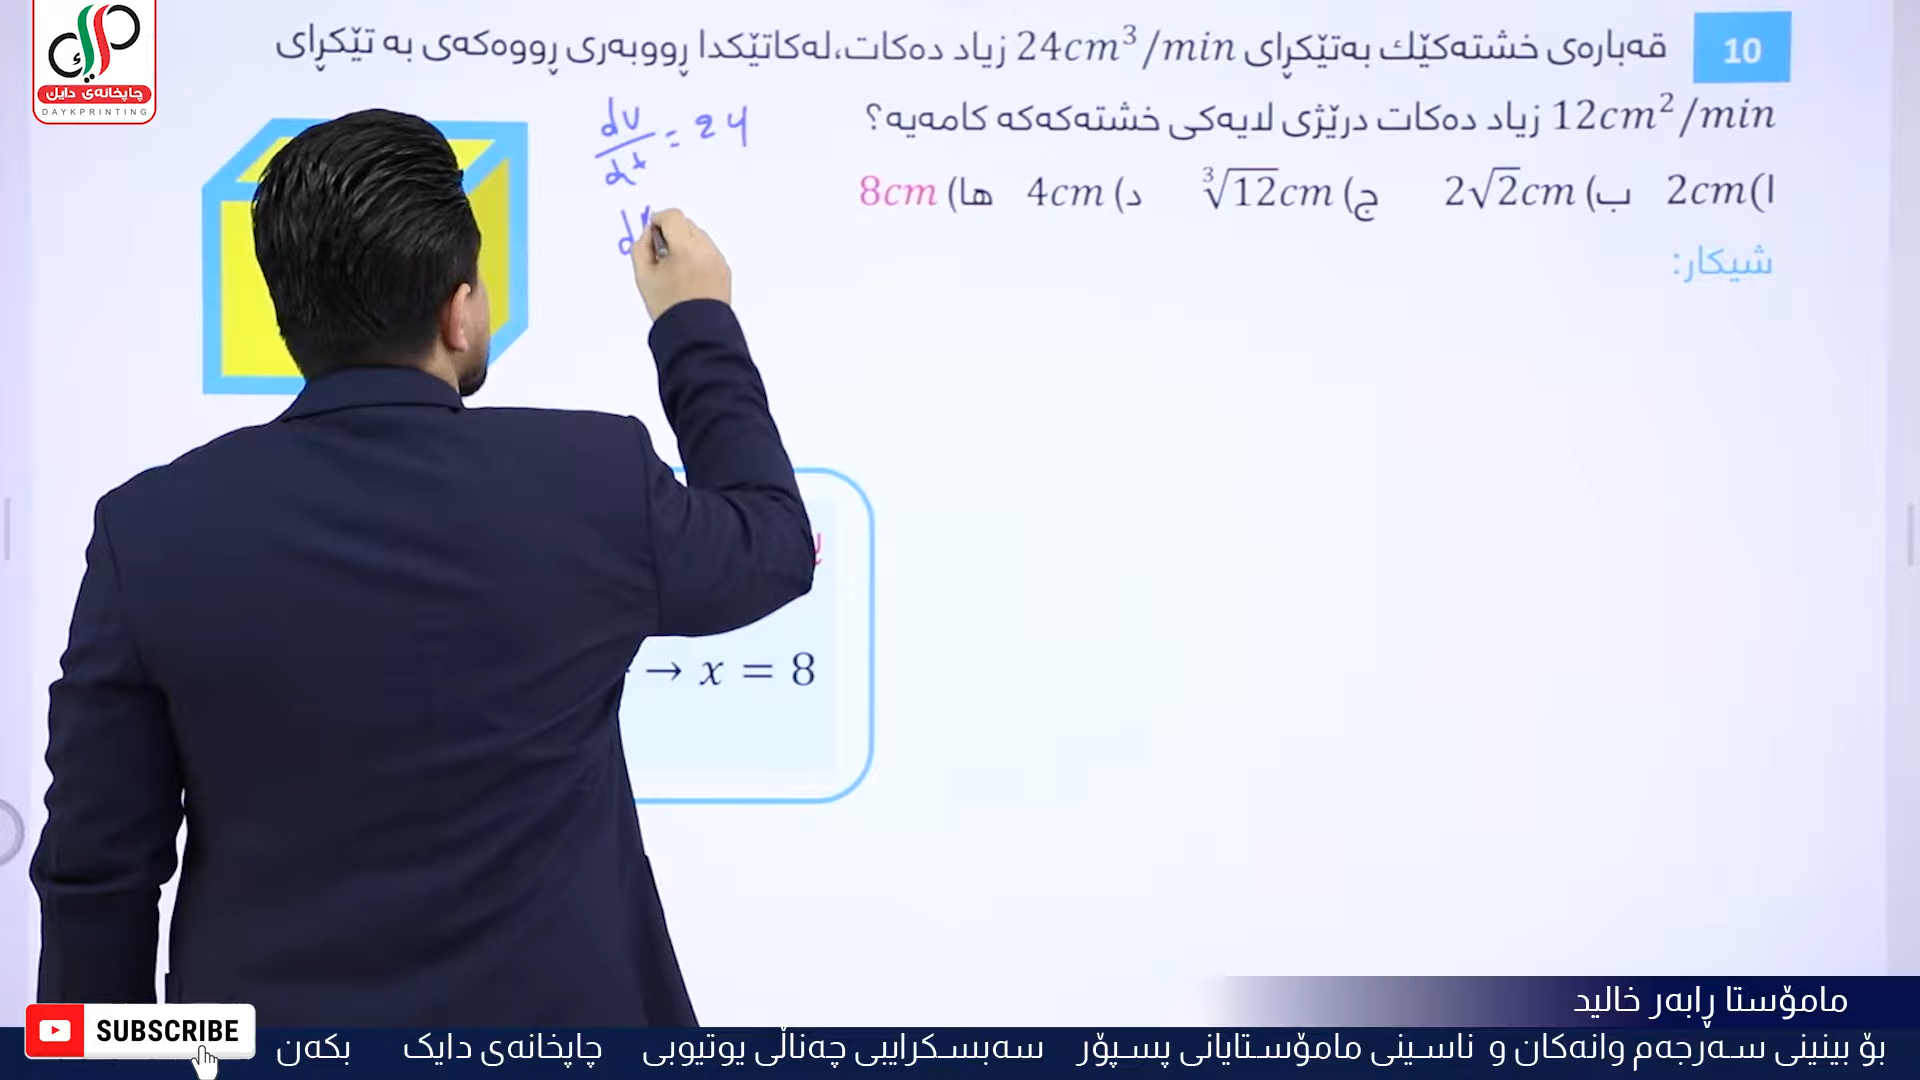 چاپخانەی دایك
DAYKPRINTING
10
قەبارەی خشتەکێك بەتێکڕای 24cm³/min زیاد دەکات،لەکاتێکدا ڕووبەری ڕووەکەی بە تێکڕای
12cm²/min زیاد دەکات درێژی لایەکی خشتەکەکە کامەیە؟
ا)2cm ب)2√2cm ج)∛12cm د)4cm ها)8cm
شیکار:
dv/dt = 24
→ x = 8
مامۆستا ڕابەر خالید
SUBSCRIBE
بۆ بینینی سەرجەم وانەکان و ناسینی مامۆستایانی پسپۆر سەبسکرایبی چەناڵی یوتیوبی چاپخانەی دایک بکەن